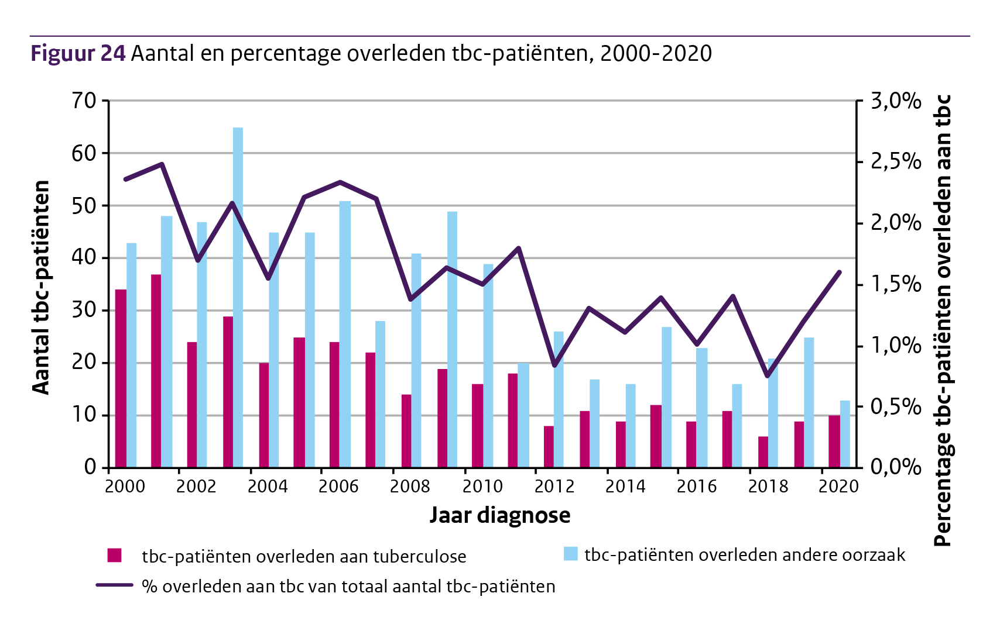 Figuur 24 Aantal en percentage overleden tbc-patiënten, 2000-2020
Aantal tbc-patiënten
70
60
50
40
30
20
10
0
3,0%
2,5%
2,0%
1,5%
1,0%
0,5%
0,0%
Percentage tbc-patiënten overleden aan tbc
2000 2002 2004 2006 2008 2010 2012 2014 2016 2018 2020
Jaar diagnose
tbc-patiënten overleden aan tuberculose
tbc-patiënten overleden andere oorzaak
% overleden aan tbc van totaal aantal tbc-patiënten